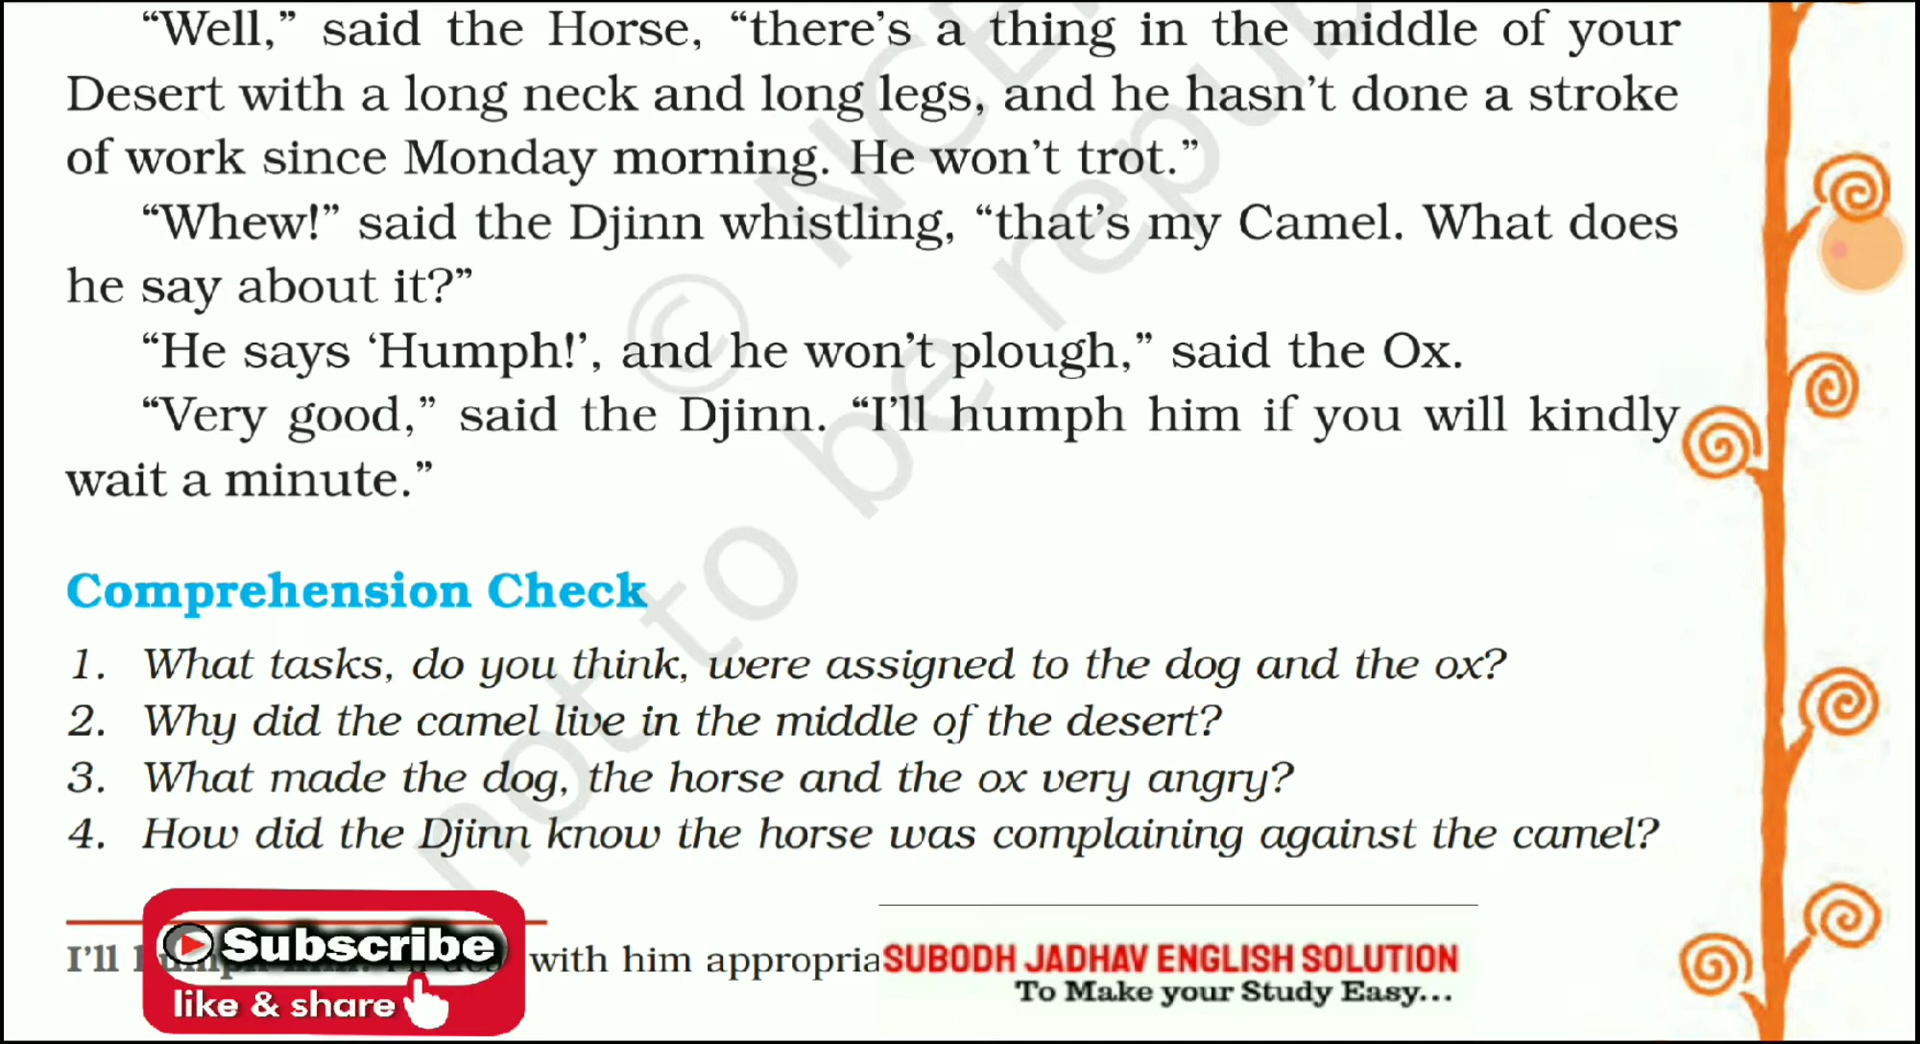 “Well,” said the Horse, “there’s a thing in the middle of your
Desert with a long neck and long legs, and he hasn’t done a stroke
of work since Monday morning. He won’t trot.”
“Whew!” said the Djinn whistling, “that’s my Camel. What does
he say about it?”
“He says ‘Humph!’, and he won’t plough,” said the Ox.
“Very good,” said the Djinn. “I’ll humph him if you will kindly
wait a minute.”
Comprehension Check
1. What tasks, do you think, were assigned to the dog and the ox?
2. Why did the camel live in the middle of the desert?
3. What made the dog, the horse and the ox very angry?
4. How did the Djinn know the horse was complaining against the camel?
I’ll with him appropria
Subscribe
like & share
SUBODH JADHAV ENGLISH SOLUTION
To Make your Study Easy...
© NCE
not to be repu